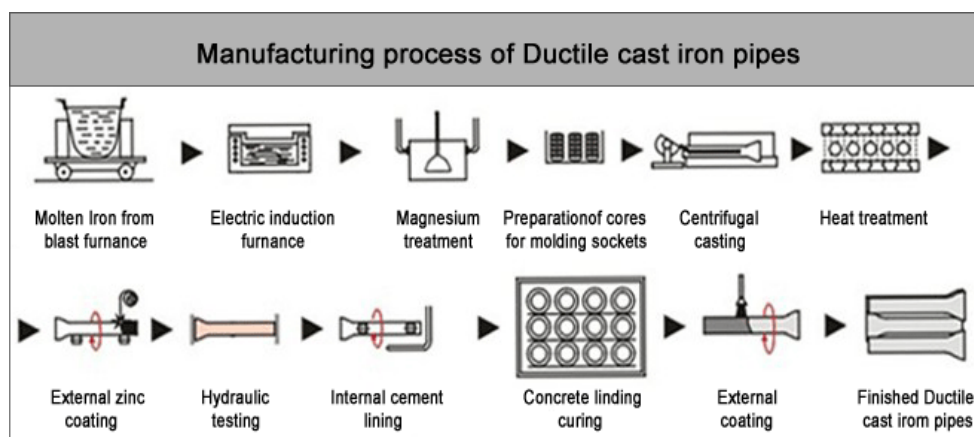 Manufacturing process of Ductile cast iron pipes
Molten Iron from
blast furnance
Electric induction
furnance
Magnesium
treatment
Preparationof cores
for molding sockets
Centrifugal
casting
Heat treatment
External zinc
coating
Hydraulic
testing
Internal cement
lining
Concrete linding
curing
External
coating
Finished Ductile
cast irom pipes